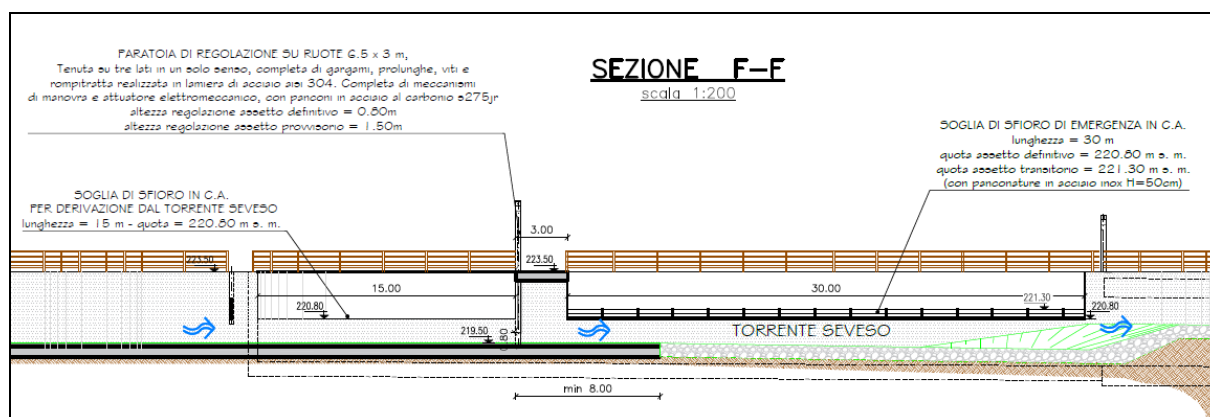 PARATOIA DI REGOLAZIONE SU RUOTE 6.5 x 3 m,
Tenuta su tre lati in un solo senso, completa di gargami, prolunghe, viti e
rompitratta realizzata in lamiera di acciaio aisi 304. Completa di meccanismi
di manovra e attuatore elettromeccanico, con panconi in acciaio al carbonio s275jr
altezza regolazione assetto definitivo = 0.80m
altezza regolazione assetto provvisorio = 1.50m
SEZIONE F-F
scala 1:200
SOGLIA DI SFIORO DI EMERGENZA IN C.A.
lunghezza = 30 m
quota assetto definitivo = 220.80 m s. m.
quota assetto transitorio = 221.30 m s. m.
(con panconature in acciaio inox H=50cm)
SOGLIA DI SFIORO IN C.A.
PER DERIVAZIONE DAL TORRENTE SEVESO
lunghezza = 15 m - quota = 220.80 m s. m.
3.00
223.50
223.50
15.00
30.00
220.80
221.30
220.80
219.50
0.80
TORRENTE SEVESO
min 8.00